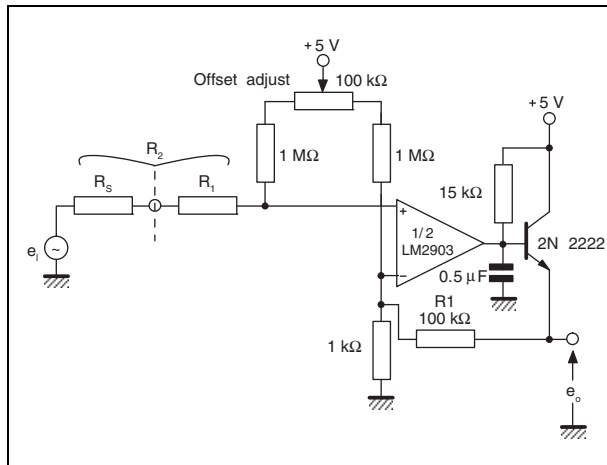 +5 V
Offset adjust
100 kΩ
+5 V
R2
1 MΩ
1 MΩ
15 kΩ
RS
R1
+
1/2
LM2903
2N 2222
eI
−
0.5 µF
R1
100 kΩ
1 kΩ
eo